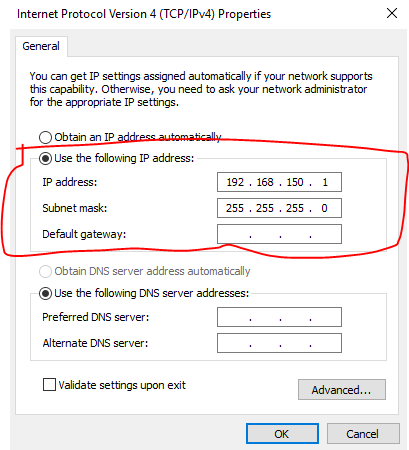 Internet Protocol Version 4 (TCP/IPv4) Properties
General
You can get IP settings assigned automatically if your network supports
this capability. Otherwise, you need to ask your network administrator
for the appropriate IP settings.
Obtain an IP address automatically
Use the following IP address:
IP address: 192 . 168 . 150 . 1
Subnet mask: 255 . 255 . 255 . 0
Default gateway: . . .
Obtain DNS server address automatically
Use the following DNS server addresses:
Preferred DNS server: . . .
Alternate DNS server: . . .
Validate settings upon exit
Advanced...
OK Cancel